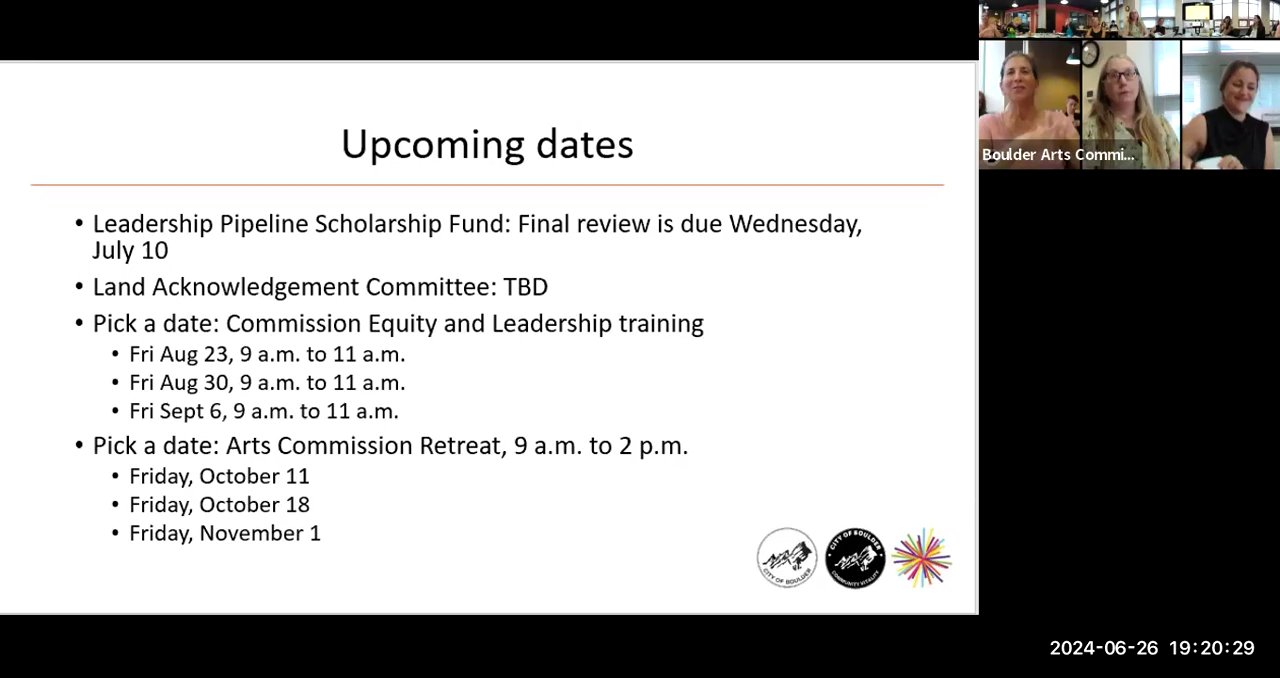 Upcoming dates
• Leadership Pipeline Scholarship Fund: Final review is due Wednesday,
July 10
• Land Acknowledgement Committee: TBD
• Pick a date: Commission Equity and Leadership training
• Fri Aug 23, 9 a.m. to 11 a.m.
• Fri Aug 30, 9 a.m. to 11 a.m.
• Fri Sept 6, 9 a.m. to 11 a.m.
• Pick a date: Arts Commission Retreat, 9 a.m. to 2 p.m.
• Friday, October 11
• Friday, October 18
• Friday, November 1
CITY OF BOULDER
CITY OF BOULDER
COMMUNITY VITALITY
Boulder Arts Commi...
2024-06-26 19:20:29